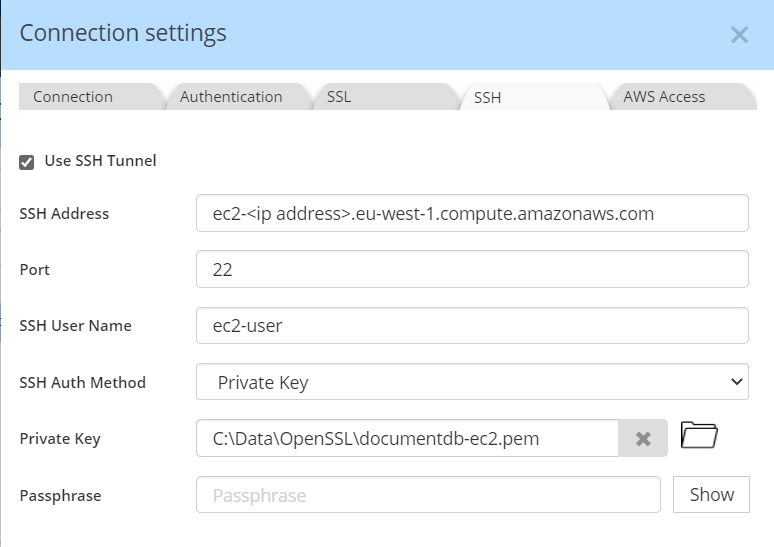 Connection settings
Connection Authentication SSL SSH AWS Access
Use SSH Tunnel
SSH Address ec2-<ip address>.eu-west-1.compute.amazonaws.com
Port 22
SSH User Name ec2-user
SSH Auth Method Private Key
Private Key C:\Data\OpenSSL\documentdb-ec2.pem
Passphrase Passphrase Show